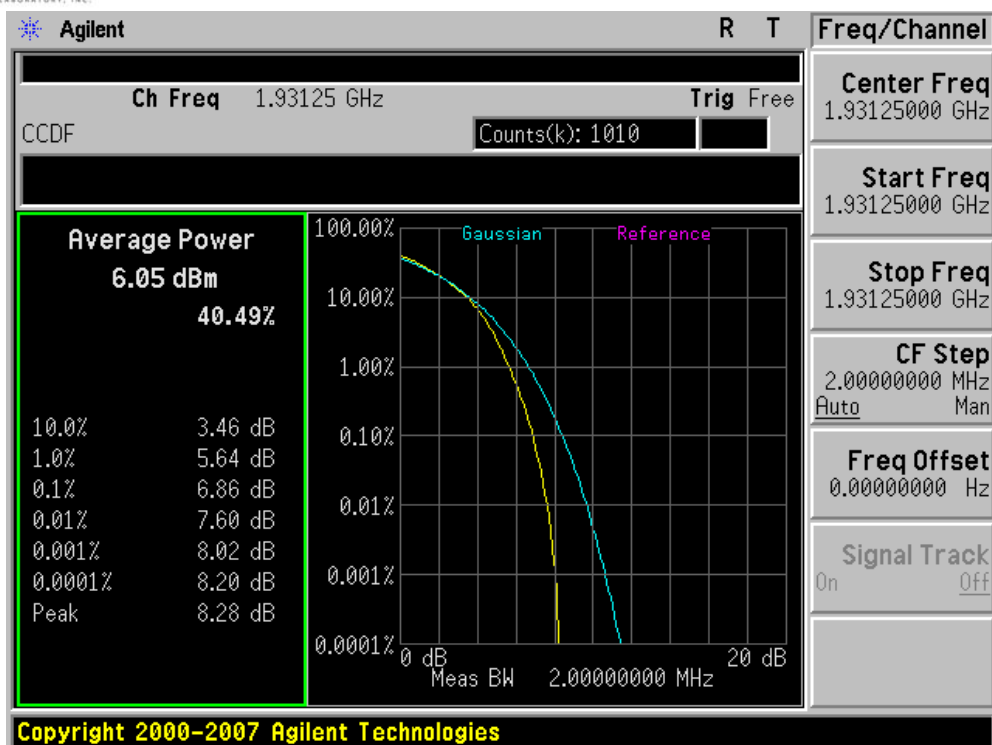 LABORATORY, INC.
Agilent R T Freq/Channel
Ch Freq 1.93125 GHz Trig Free
CCDF Counts(k): 1010
Center Freq
1.93125000 GHz
Start Freq
1.93125000 GHz
Stop Freq
1.93125000 GHz
CF Step
2.00000000 MHz
Auto Man
Freq Offset
0.00000000 Hz
Signal Track
On Off
Average Power
6.05 dBm
40.49%
10.0% 3.46 dB
1.0% 5.64 dB
0.1% 6.86 dB
0.01% 7.60 dB
0.001% 8.02 dB
0.0001% 8.20 dB
Peak 8.28 dB
Gaussian Reference
100.00%
10.00%
1.00%
0.10%
0.01%
0.001%
0.0001%
0 dB 20 dB
Meas BW 2.00000000 MHz
Copyright 2000-2007 Agilent Technologies